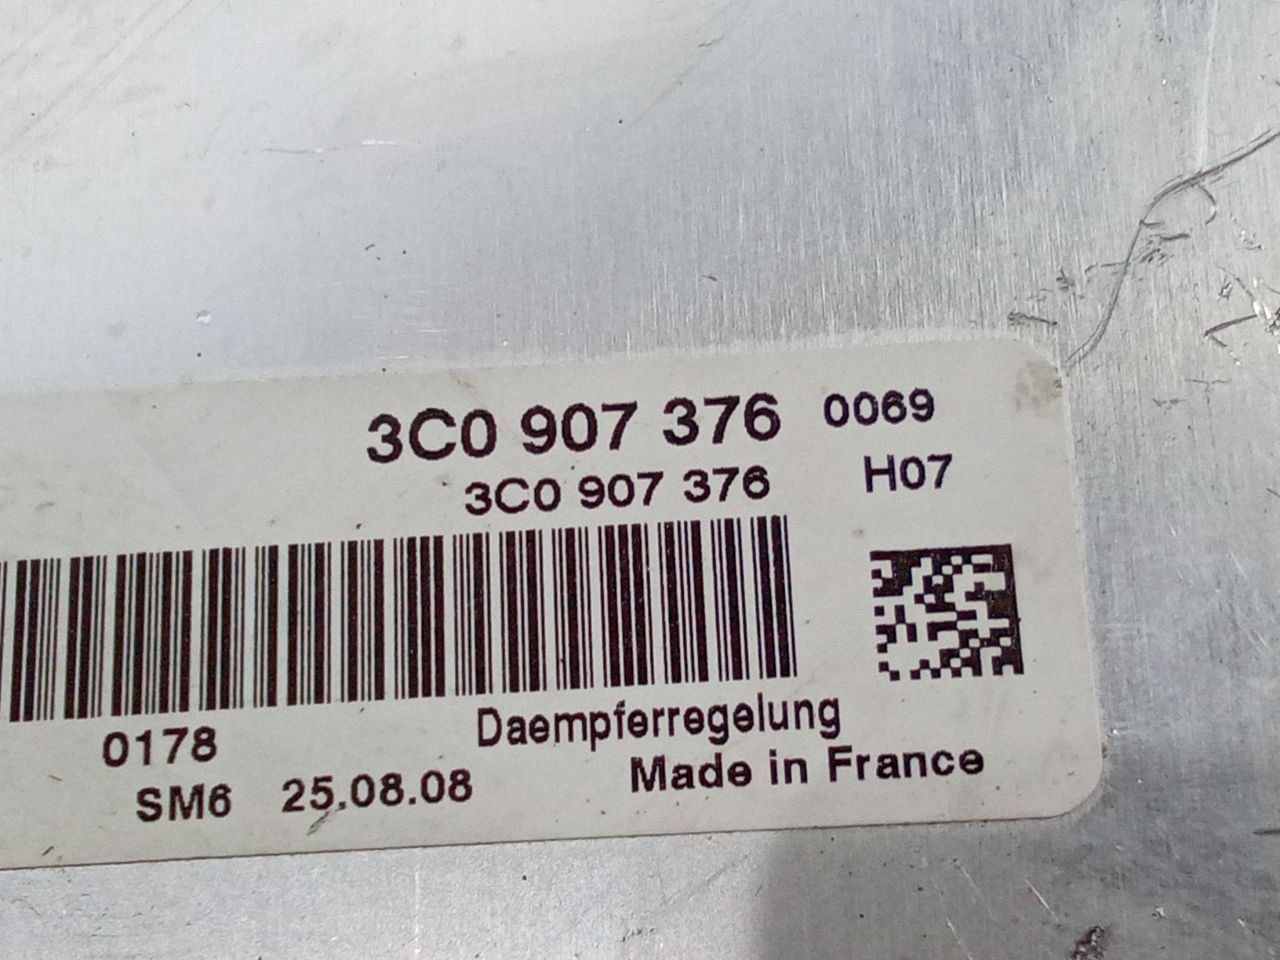 3C0 907 376 0069
3C0 907 376 H07
0178 Daempferregelung
SM6 25.08.08 Made in France